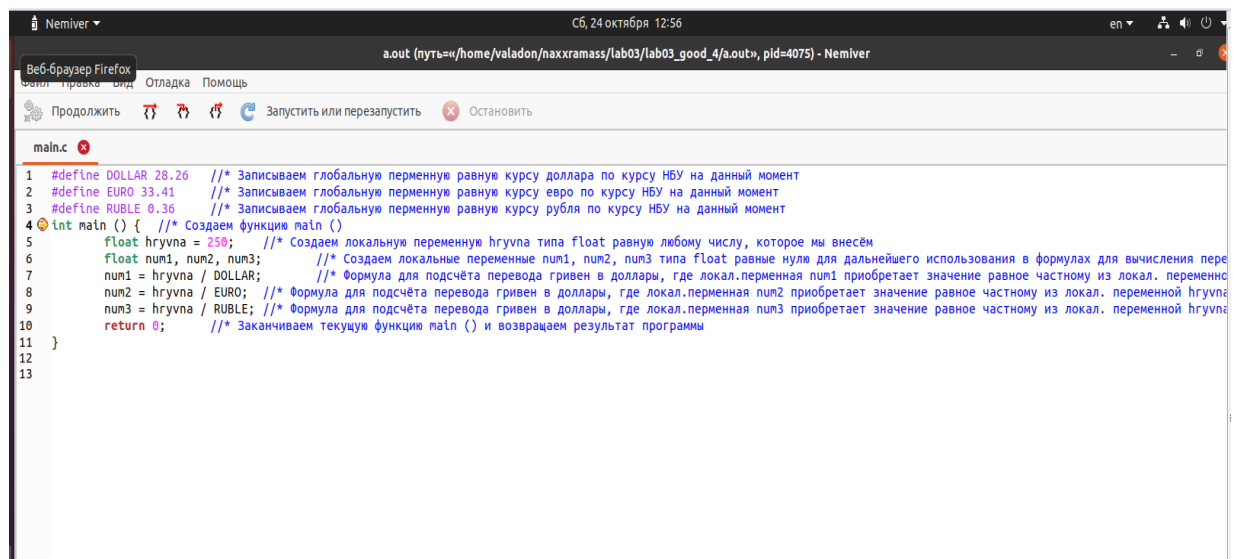 Nemiver
Сб, 24 октября 12:56
en
a.out (путь=«/home/valadon/naxxramass/lab03/lab03_good_4/a.out», pid=4075) - Nemiver
Веб-браузер Firefox
Файл Правка Вид Отладка Помощь
Продолжить Запустить или перезапустить Остановить
main.c
1 #define DOLLAR 28.26 //* Записываем глобальную перменную равную курсу доллара по курсу НБУ на данный момент
2 #define EURO 33.41 //* Записываем глобальную перменную равную курсу евро по курсу НБУ на данный момент
3 #define RUBLE 0.36 //* Записываем глобальную перменную равную курсу рубля по курсу НБУ на данный момент
4 int main () { //* Создаем функцию main ()
5 float hryvna = 250; //* Создаем локальную переменную hryvna типа float равную любому числу, которое мы внесём
6 float num1, num2, num3; //* Создаем локальные переменные num1, num2, num3 типа float равные нулю для дальнейшего использования в формулах для вычисления пере
7 num1 = hryvna / DOLLAR; //* Формула для подсчёта перевода гривен в доллары, где локал.перменная num1 приобретает значение равное частному из локал. переменно
8 num2 = hryvna / EURO; //* Формула для подсчёта перевода гривен в доллары, где локал.перменная num2 приобретает значение равное частному из локал. переменной hryvna
9 num3 = hryvna / RUBLE; //* Формула для подсчёта перевода гривен в доллары, где локал.перменная num3 приобретает значение равное частному из локал. переменной hryvna
10 return 0; //* Заканчиваем текущую функцию main () и возвращаем результат программы
11 }
12
13